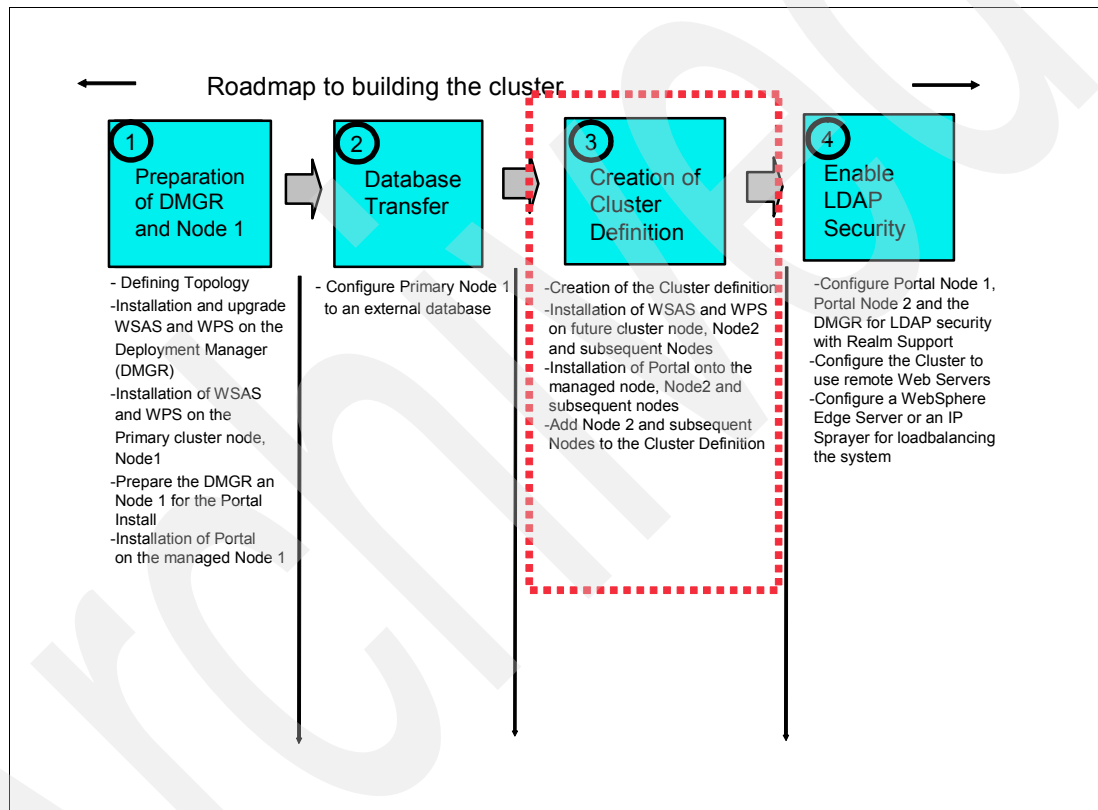 Roadmap to building the cluster
1
Preparation
of DMGR
and Node 1
2
Database
Transfer
3
Creation of
Cluster
Definition
4
Enable
LDAP
Security
- Defining Topology
-Installation and upgrade
WSAS and WPS on the
Deployment Manager
(DMGR)
-Installation of WSAS
and WPS on the
Primary cluster node,
Node1
-Prepare the DMGR an
Node 1 for the Portal
Install
-Installation of Portal
on the managed Node 1
- Configure Primary Node 1
to an external database
-Creation of the Cluster definition
-Installation of WSAS and WPS
on future cluster node, Node2
and subsequent Nodes
-Installation of Portal onto the
managed node, Node2 and
subsequent nodes
-Add Node 2 and subsequent
Nodes to the Cluster Definition
-Configure Portal Node 1,
Portal Node 2 and the
DMGR for LDAP security
with Realm Support
-Configure the Cluster to
use remote Web Servers
-Configure a WebSphere
Edge Server or an IP
Sprayer for loadbalancing
the system
Archived